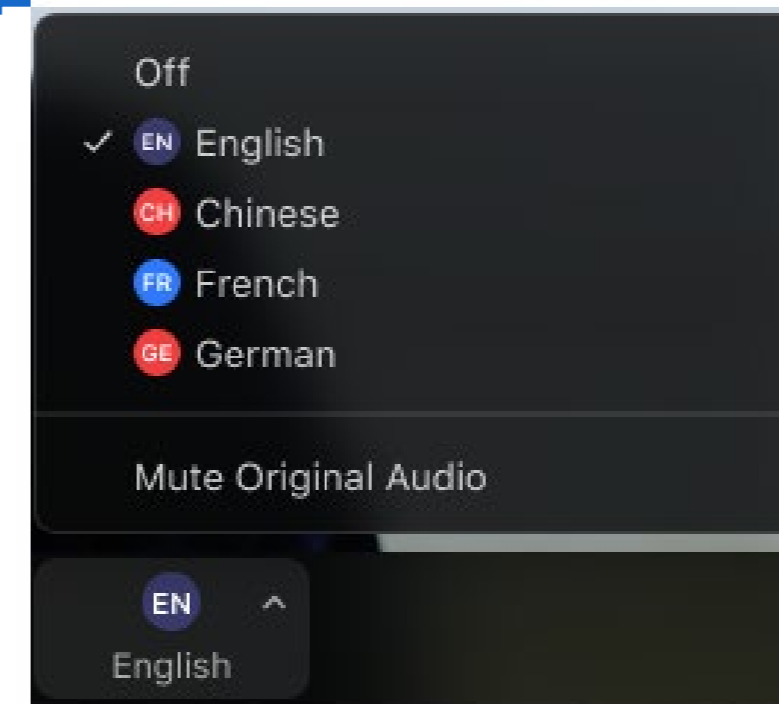 Off
EN English
CH Chinese
FR French
GE German
Mute Original Audio
EN
English